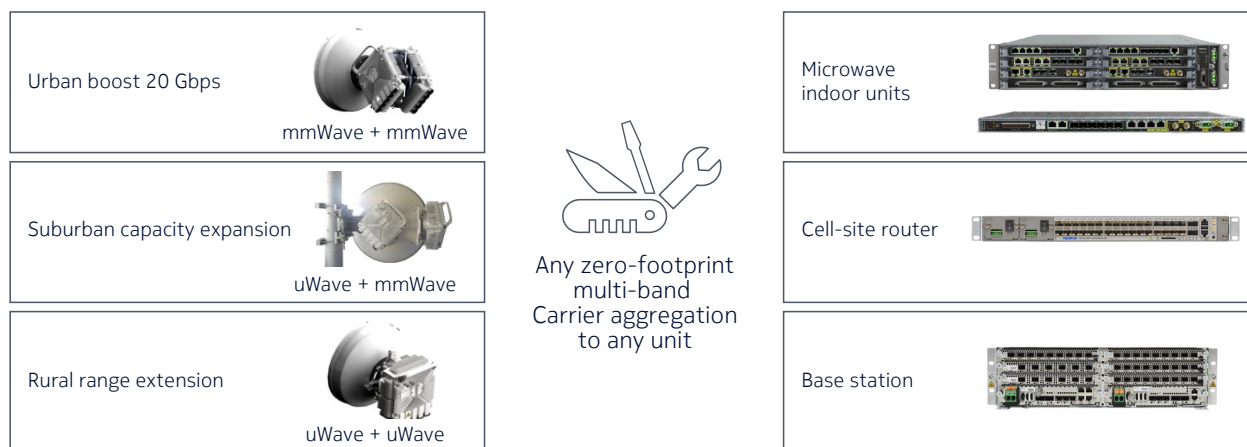 Urban boost 20 Gbps
mmWave + mmWave
Suburban capacity expansion
uWave + mmWave
Rural range extension
uWave + uWave
Any zero-footprint
multi-band
Carrier aggregation
to any unit
Microwave
indoor units
Cell-site router
NOKIA
Base station